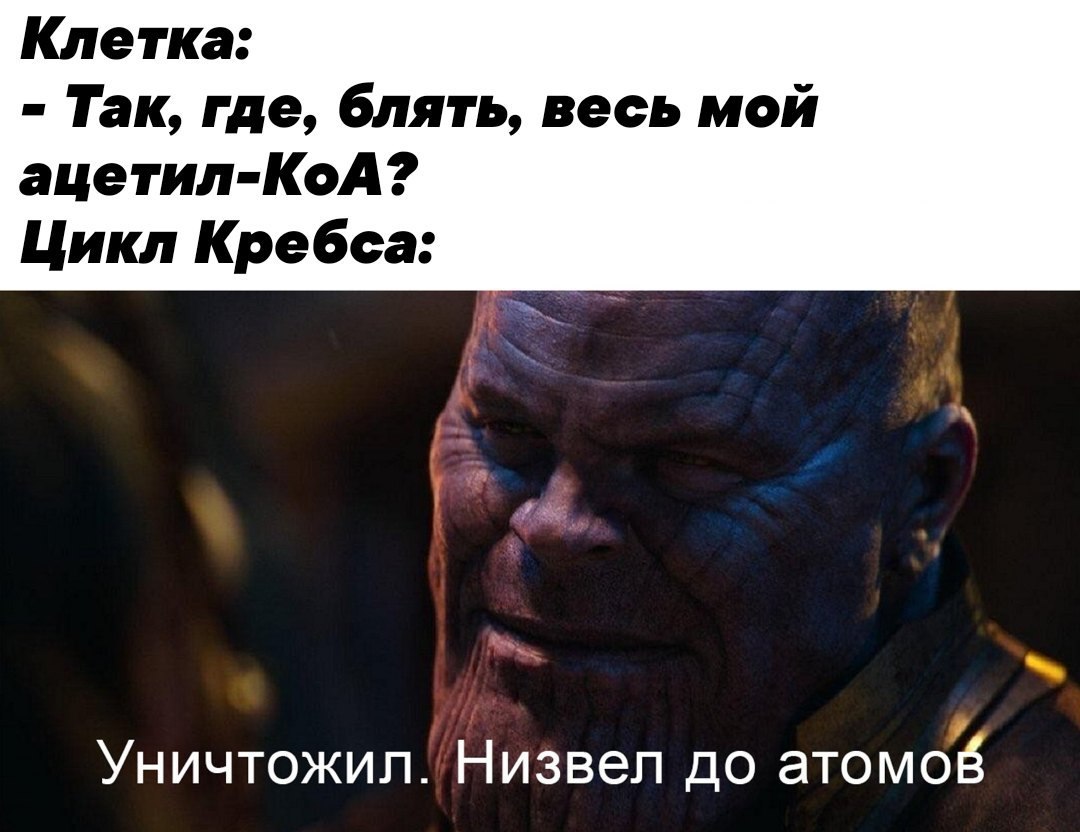 Клетка:
- Так, где, блять, весь мой
ацетил-КоА?
Цикл Кребса:
Уничтожил. Низвел до атомов